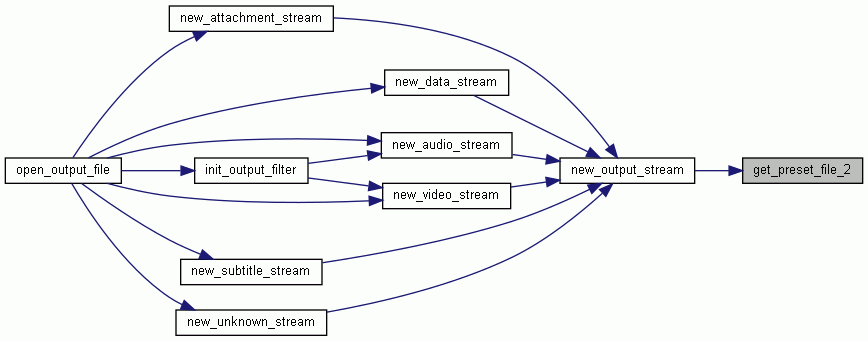 new_attachment_stream
new_data_stream
new_audio_stream
open_output_file
init_output_filter
new_output_stream
get_preset_file_2
new_video_stream
new_subtitle_stream
new_unknown_stream